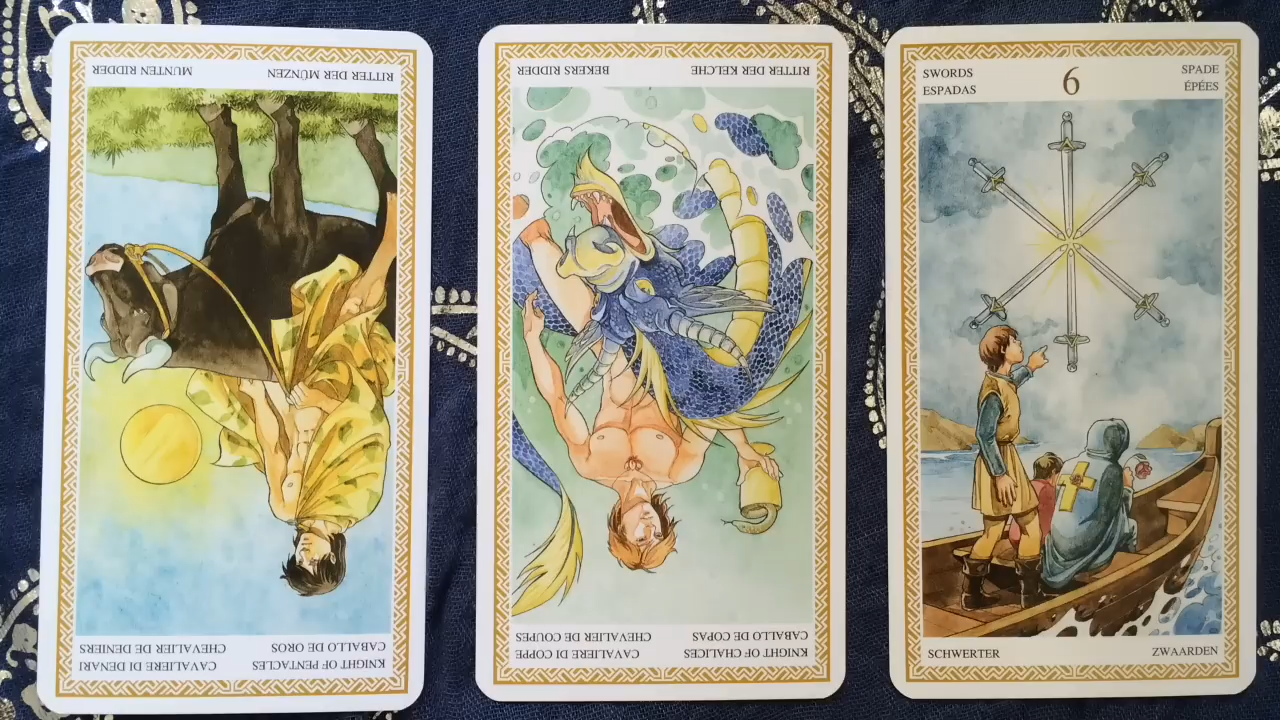 KNIGHT OF PENTACLES CAVALIERE DI DENARI
CABALLO DE OROS CHEVALIER DE DENIERS
RITTER DER MÜNZEN MUNTEN RIDDER
KNIGHT OF CHALICES CAVALIERE DI COPPE
CABALLO DE COPAS CHEVALIER DE COUPES
RITTER DER KELCHE BEKERS RIDDER
SWORDS 6 SPADE
ESPADAS ÉPÉES
SCHWERTER ZWAARDEN